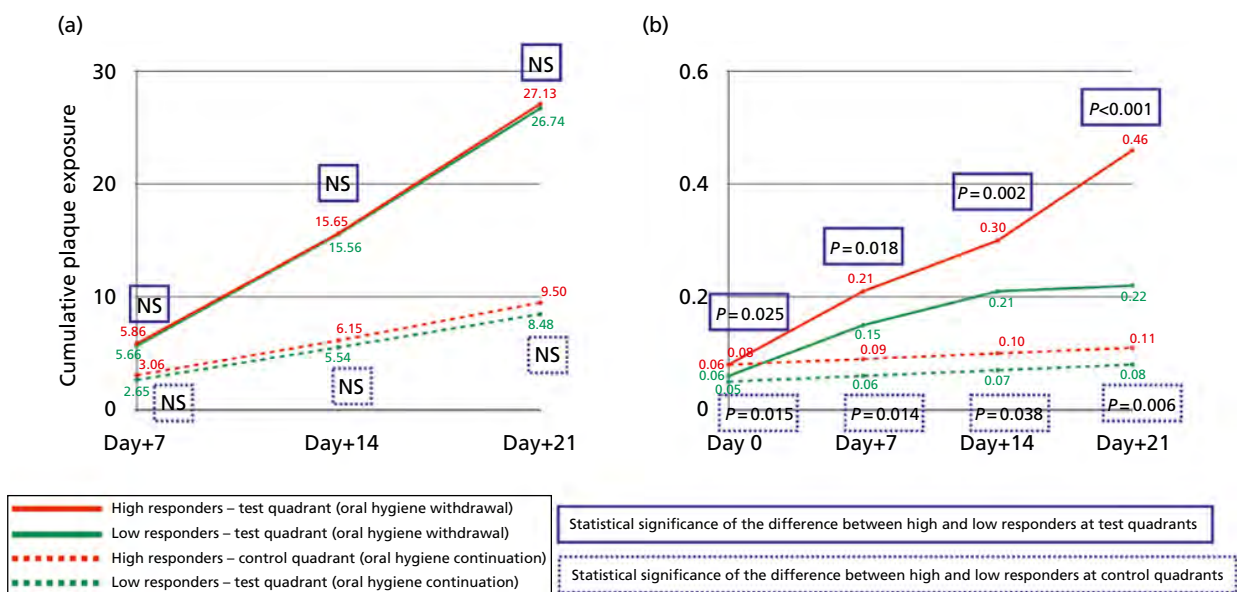 (a)
Cumulative plaque exposure
30
20
10
0
NS
27.13
26.74
NS
15.65
15.56
NS
5.86
5.66
3.06
2.65
6.15
5.54
9.50
8.48
NS
NS
NS
Day+7 Day+14 Day+21
(b)
0.6
0.4
0.2
0
P<0.001
0.46
P=0.002
0.30
P=0.018
0.21
P=0.025
0.15
0.21
0.22
0.08
0.06
0.06
0.05
0.09
0.10
0.11
0.06
0.07
0.08
P=0.015
P=0.014
P=0.038
P=0.006
Day 0 Day+7 Day+14 Day+21
High responders – test quadrant (oral hygiene withdrawal)
Low responders – test quadrant (oral hygiene withdrawal)
High responders – control quadrant (oral hygiene continuation)
Low responders – test quadrant (oral hygiene continuation)
Statistical significance of the difference between high and low responders at test quadrants
Statistical significance of the difference between high and low responders at control quadrants